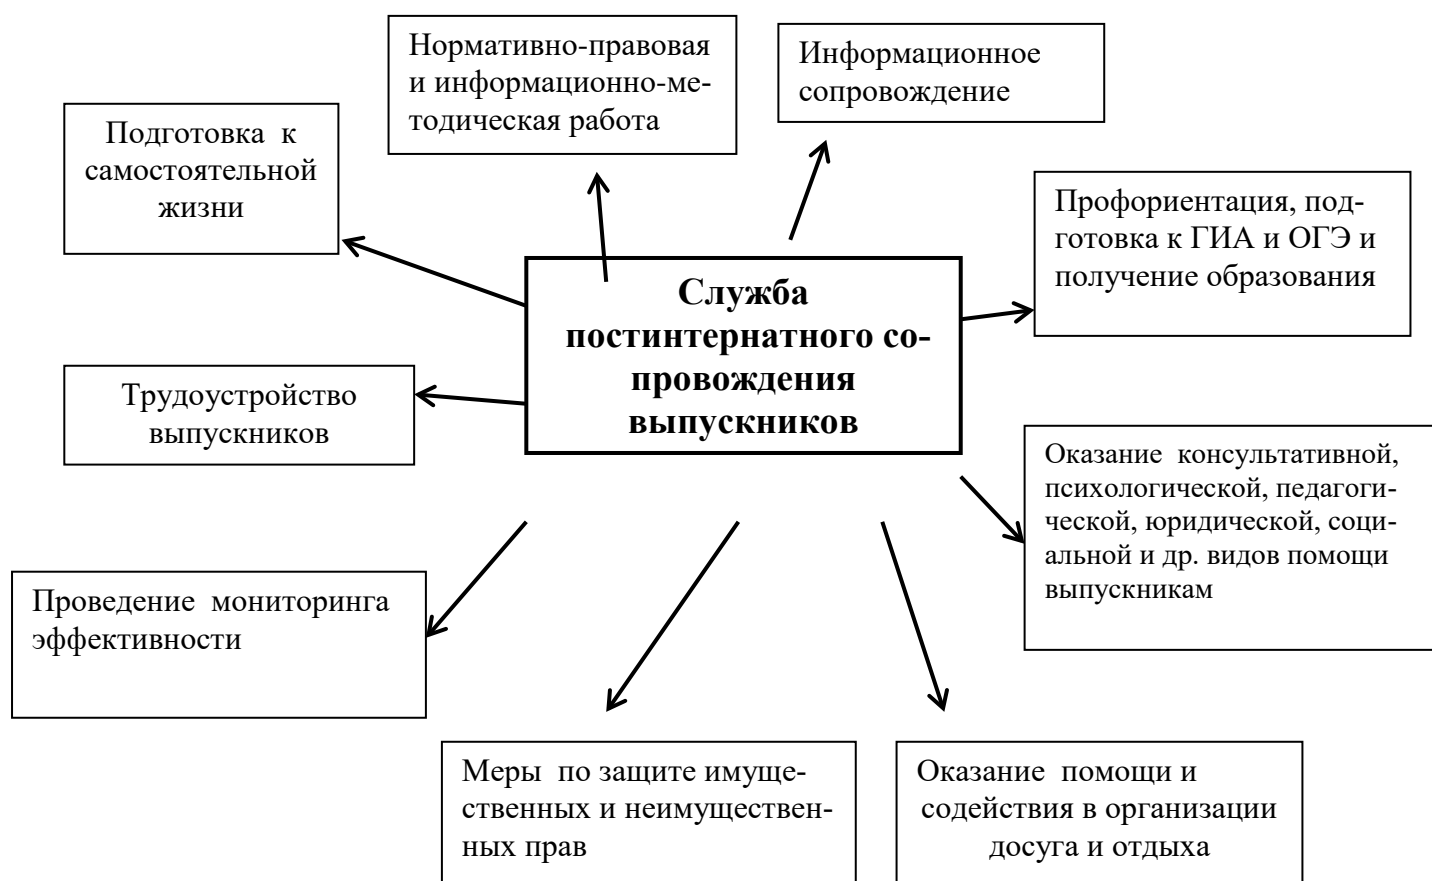 Нормативно-правовая
и информационно-ме-
тодическая работа
Информационное
сопровождение
Подготовка к
самостоятельной
жизни
Профориентация, под-
готовка к ГИА и ОГЭ и
получение образования
Служба
постинтернатного со-
провождения
выпускников
Трудоустройство
выпускников
Оказание консультативной,
психологической, педагоги-
ческой, юридической, соци-
альной и др. видов помощи
выпускникам
Проведение мониторинга
эффективности
Меры по защите имуще-
ственных и неимуществен-
ных прав
Оказание помощи и
содействия в организации
досуга и отдыха